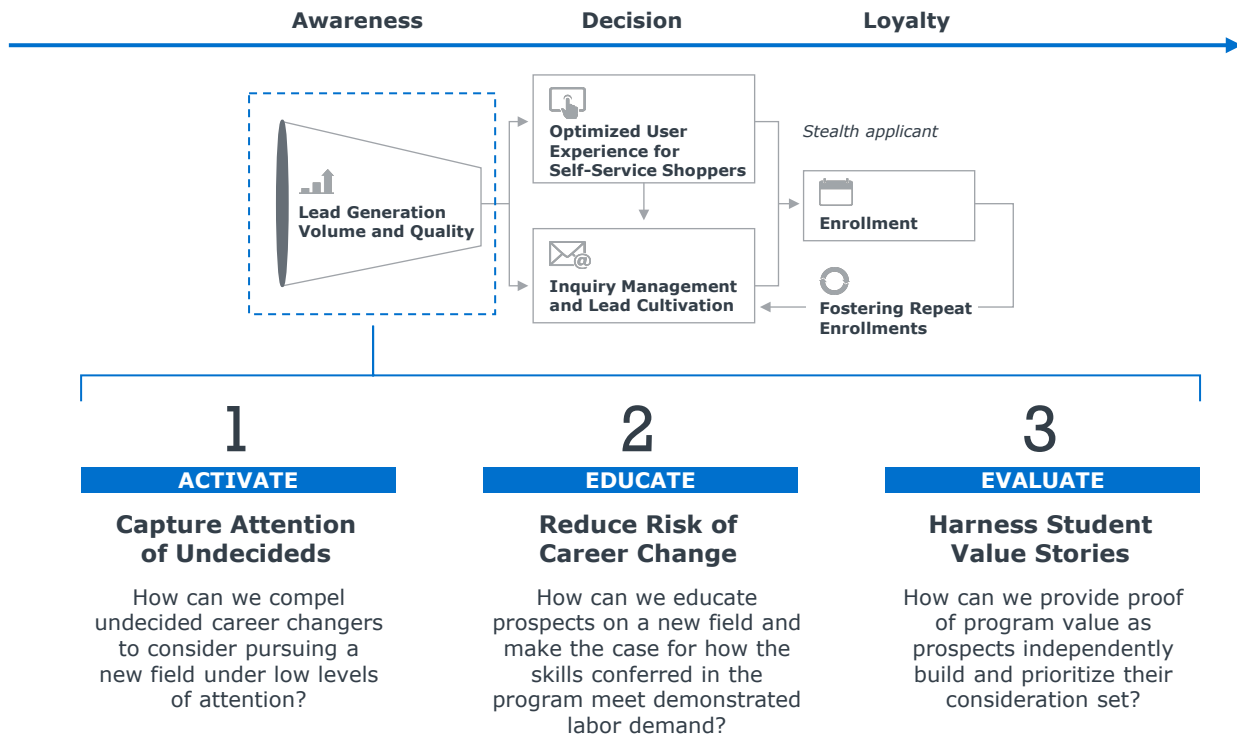 Awareness
Decision
Loyalty
Lead Generation
Volume and Quality
Optimized User
Experience for
Self-Service Shoppers
Inquiry Management
and Lead Cultivation
Stealth applicant
Enrollment
Fostering Repeat
Enrollments
1
ACTIVATE
Capture Attention
of Undecideds
How can we compel
undecided career changers
to consider pursuing a
new field under low levels
of attention?
2
EDUCATE
Reduce Risk of
Career Change
How can we educate
prospects on a new field and
make the case for how the
skills conferred in the
program meet demonstrated
labor demand?
3
EVALUATE
Harness Student
Value Stories
How can we provide proof
of program value as
prospects independently
build and prioritize their
consideration set?